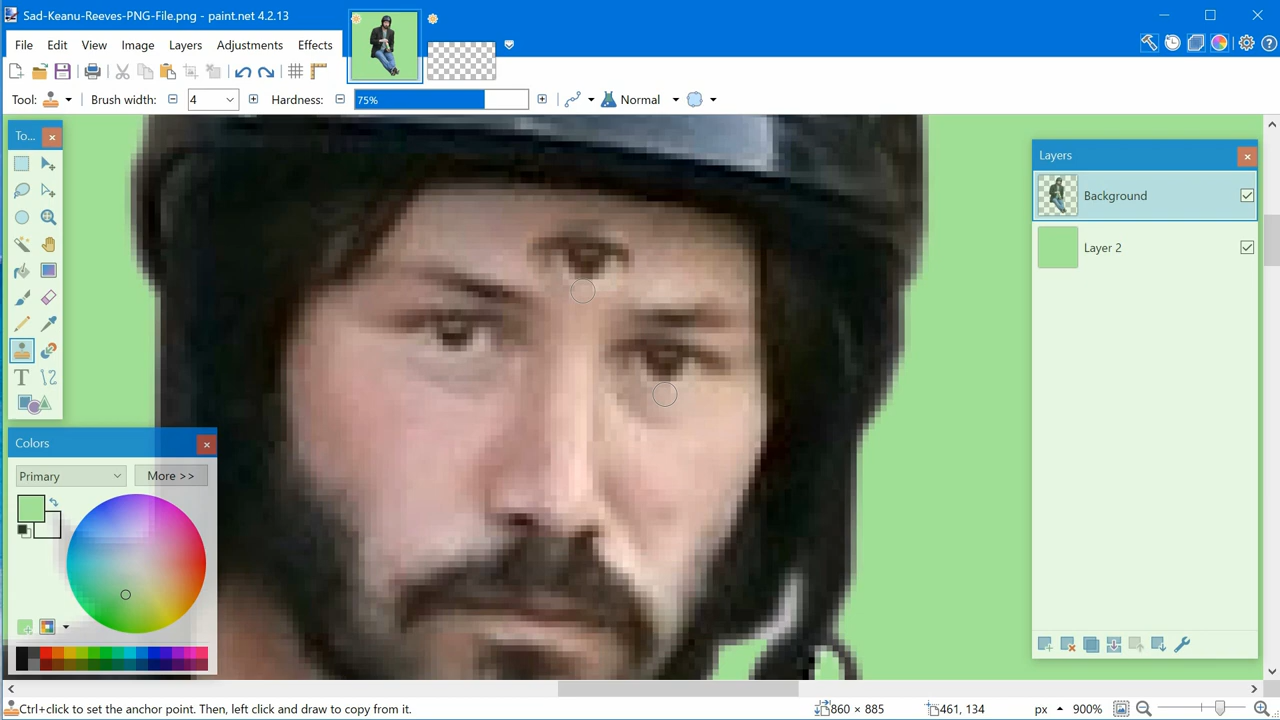 Sad-Keanu-Reeves-PNG-File.png - paint.net 4.2.13
File Edit View Image Layers Adjustments Effects
Tool: Brush width: 4 Hardness: 75% Normal
To...
Layers
Background
Layer 2
Colors
Primary More >>
Ctrl+click to set the anchor point. Then, left click and draw to copy from it. 860 × 885 461, 134 px 900%